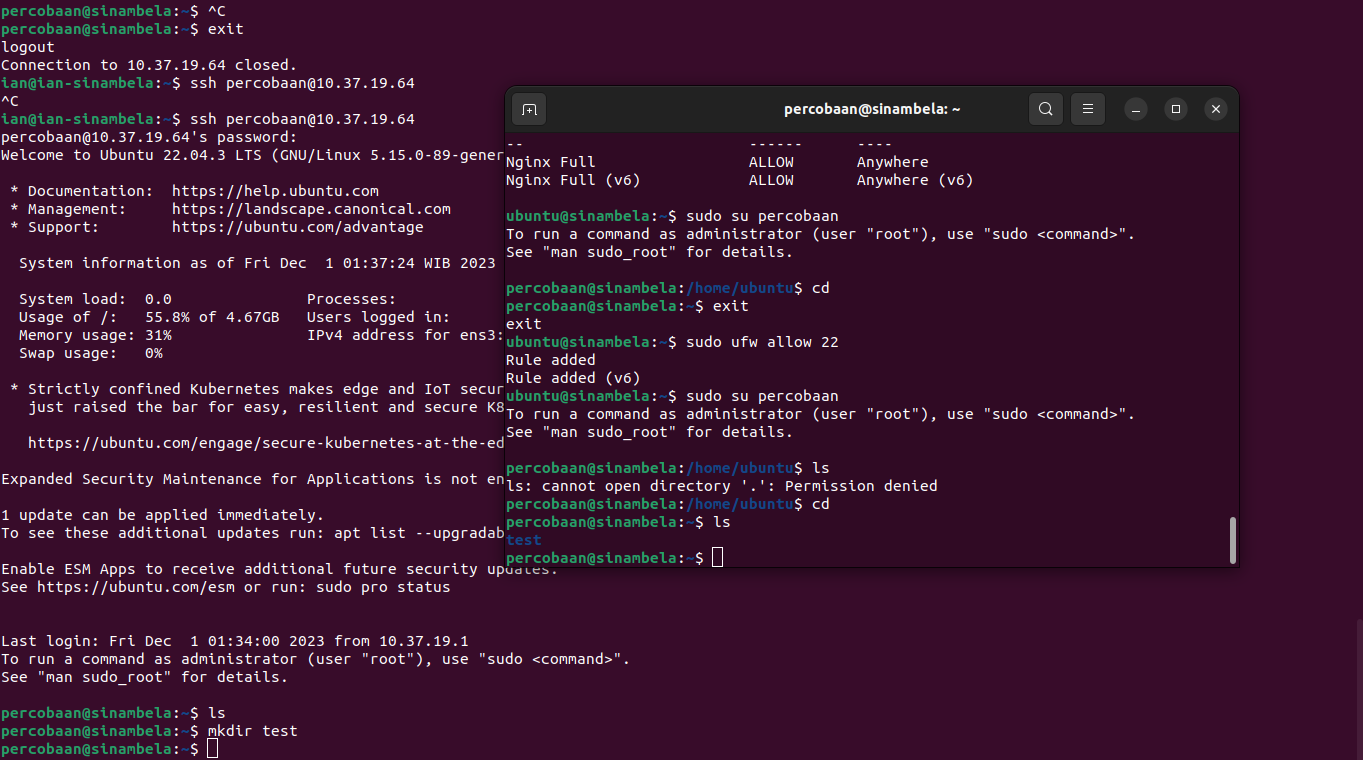 percobaan@sinambela:~$ ^C
percobaan@sinambela:~$ exit
logout
Connection to 10.37.19.64 closed.
ian@ian-sinambela:~$ ssh percobaan@10.37.19.64
^C
ian@ian-sinambela:~$ ssh percobaan@10.37.19.64
percobaan@10.37.19.64's password:
Welcome to Ubuntu 22.04.3 LTS (GNU/Linux 5.15.0-89-gener
* Documentation:  https://help.ubuntu.com
* Management:     https://landscape.canonical.com
* Support:        https://ubuntu.com/advantage
System information as of Fri Dec  1 01:37:24 WIB 2023
System load:  0.0                Processes:
Usage of /:   55.8% of 4.67GB   Users logged in:
Memory usage: 31%                IPv4 address for ens3:
Swap usage:   0%
* Strictly confined Kubernetes makes edge and IoT secur
just raised the bar for easy, resilient and secure K8
https://ubuntu.com/engage/secure-kubernetes-at-the-ed
Expanded Security Maintenance for Applications is not en
1 update can be applied immediately.
To see these additional updates run: apt list --upgradab
Enable ESM Apps to receive additional future security updates.
See https://ubuntu.com/esm or run: sudo pro status
Last login: Fri Dec  1 01:34:00 2023 from 10.37.19.1
To run a command as administrator (user "root"), use "sudo <command>".
See "man sudo_root" for details.
percobaan@sinambela:~$ ls
percobaan@sinambela:~$ mkdir test
percobaan@sinambela:~$
percobaan@sinambela: ~
--                         ------      ----
Nginx Full                 ALLOW       Anywhere
Nginx Full (v6)            ALLOW       Anywhere (v6)
ubuntu@sinambela:~$ sudo su percobaan
To run a command as administrator (user "root"), use "sudo <command>".
See "man sudo_root" for details.
percobaan@sinambela:/home/ubuntu$ cd
percobaan@sinambela:~$ exit
exit
ubuntu@sinambela:~$ sudo ufw allow 22
Rule added
Rule added (v6)
ubuntu@sinambela:~$ sudo su percobaan
To run a command as administrator (user "root"), use "sudo <command>".
See "man sudo_root" for details.
percobaan@sinambela:/home/ubuntu$ ls
ls: cannot open directory '.': Permission denied
percobaan@sinambela:/home/ubuntu$ cd
percobaan@sinambela:~$ ls
test
percobaan@sinambela:~$